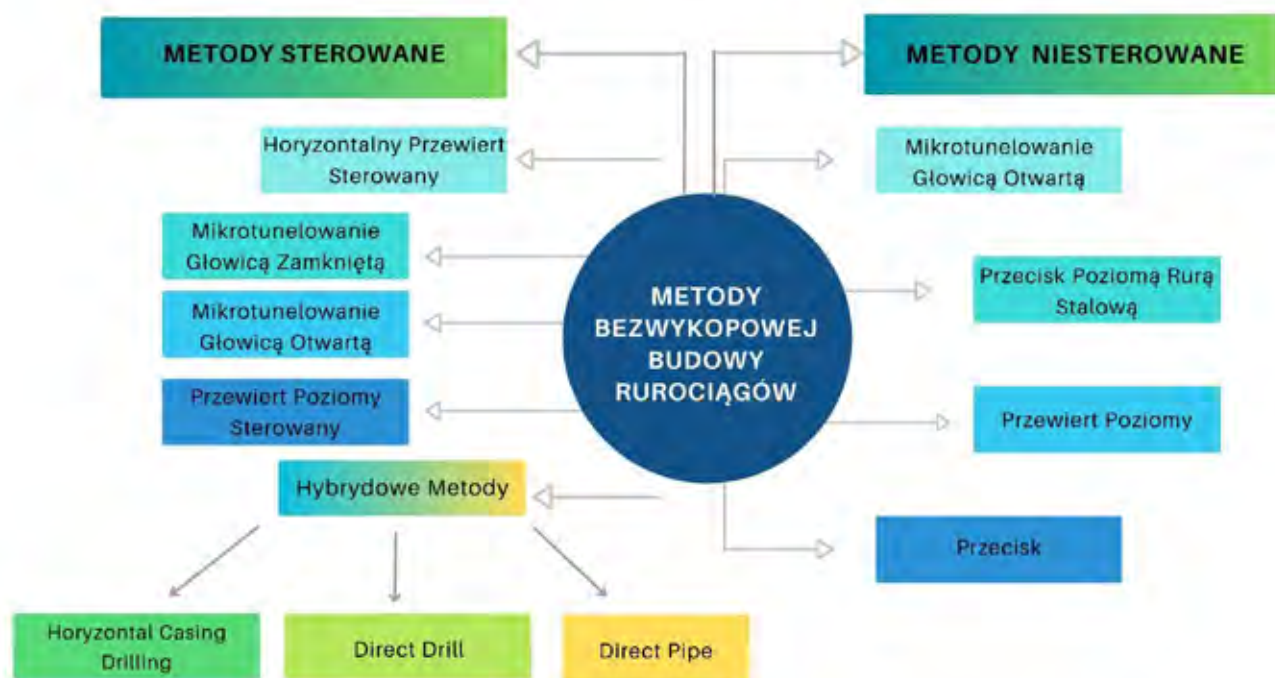 METODY STEROWANE
METODY NIESTEROWANE
Horyzontalny Przewiert
Sterowany
Mikrotunelowanie
Głowicą Otwartą
Mikrotunelowanie
Głowicą Zamkniętą
Mikrotunelowanie
Głowicą Otwartą
Przewiert Poziomy
Sterowany
METODY
BEZWYKOPOWEJ
BUDOWY
RUROCIĄGÓW
Przecisk Poziomą Rurą
Stalową
Przewiert Poziomy
Hybrydowe Metody
Przecisk
Horyzontal Casing
Drilling
Direct Drill
Direct Pipe